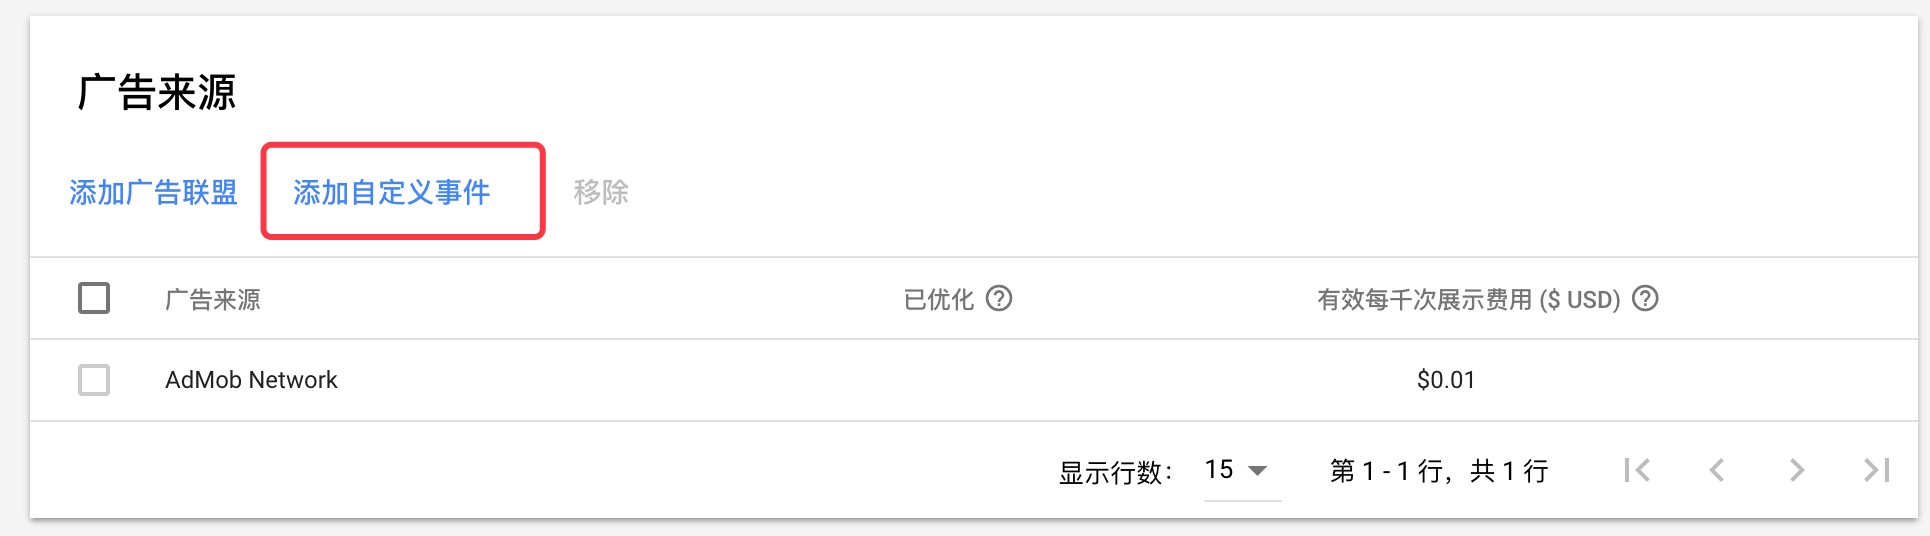 广告来源
添加广告联盟 添加自定义事件 移除
广告来源 已优化 有效每千次展示费用 ($ USD)
AdMob Network $0.01
显示行数： 15 第 1 - 1 行，共 1 行